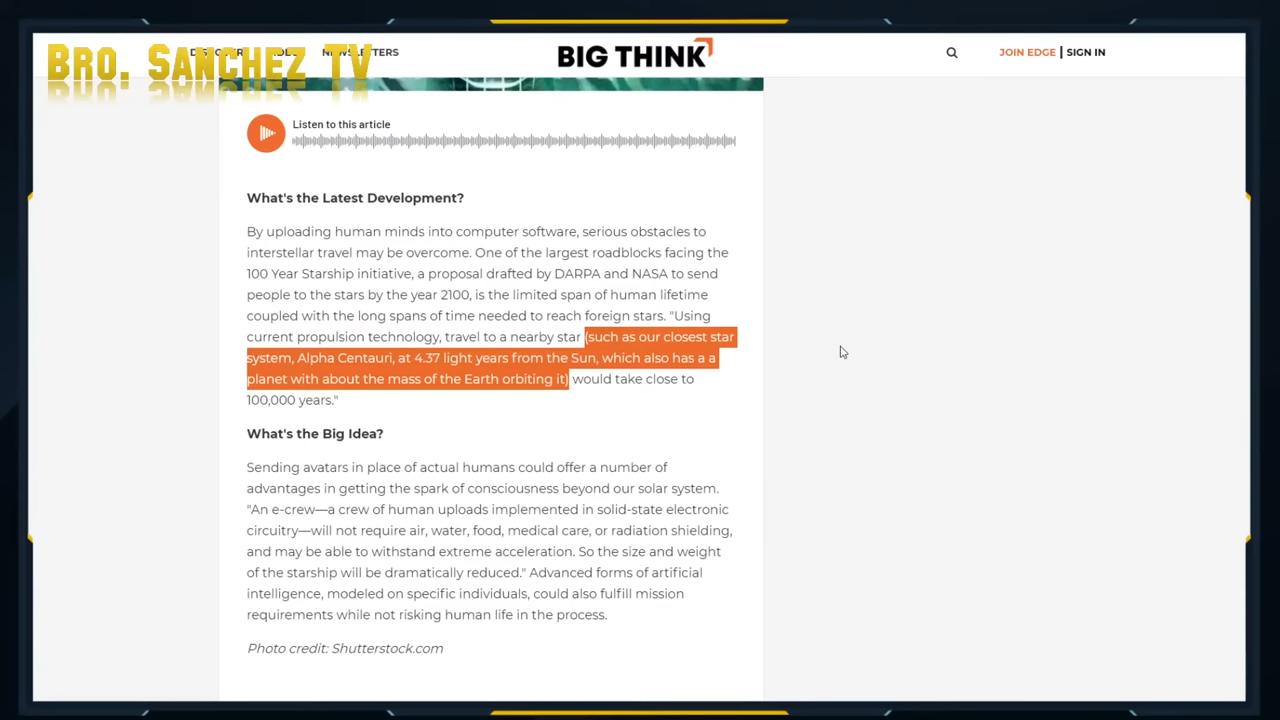 Bro. Sanchez TV
NEWSLETTERS
BIG THINK
JOIN EDGE | SIGN IN
Listen to this article
What's the Latest Development?
By uploading human minds into computer software, serious obstacles to
interstellar travel may be overcome. One of the largest roadblocks facing the
100 Year Starship initiative, a proposal drafted by DARPA and NASA to send
people to the stars by the year 2100, is the limited span of human lifetime
coupled with the long spans of time needed to reach foreign stars. "Using
current propulsion technology, travel to a nearby star (such as our closest star
system, Alpha Centauri, at 4.37 light years from the Sun, which also has a a
planet with about the mass of the Earth orbiting it) would take close to
100,000 years."
What's the Big Idea?
Sending avatars in place of actual humans could offer a number of
advantages in getting the spark of consciousness beyond our solar system.
"An e-crew—a crew of human uploads implemented in solid-state electronic
circuitry—will not require air, water, food, medical care, or radiation shielding,
and may be able to withstand extreme acceleration. So the size and weight
of the starship will be dramatically reduced." Advanced forms of artificial
intelligence, modeled on specific individuals, could also fulfill mission
requirements while not risking human life in the process.
Photo credit: Shutterstock.com